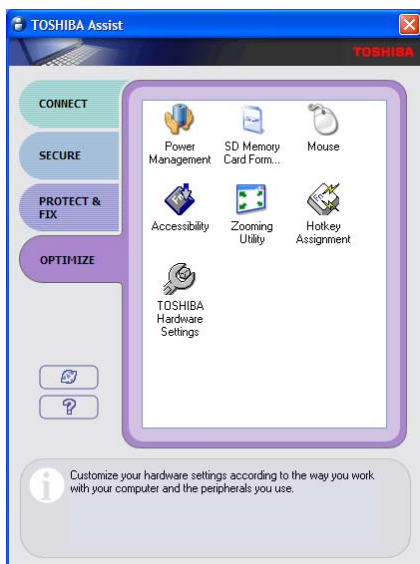 TOSHIBA Assist
TOSHIBA
CONNECT
SECURE
PROTECT &
FIX
OPTIMIZE
Power
Management
SD Memory
Card Form...
Mouse
Accessibility
Zooming
Utility
Hotkey
Assignment
TOSHIBA
Hardware
Settings
?
i
Customize your hardware settings according to the way you work
with your computer and the peripherals you use.